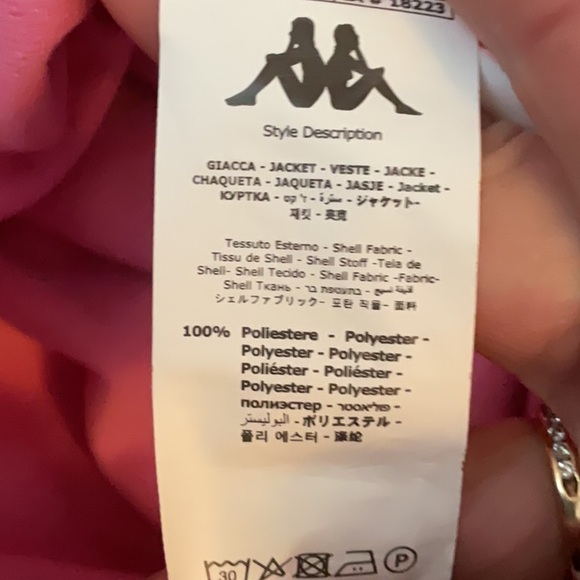 18223
Style Description
GIACCA - JACKET - VESTE - JACKE -
CHAQUETA - JAQUETA - JASJE - Jacket -
КУРТКА - ז'קט - سترة - ジャケット-
재킷 - 夹克
Tessuto Esterno - Shell Fabric -
Tissu de Shell - Shell Stoff -Tela de
Shell- Shell Tecido - Shell Fabric -Fabric-
Shell Ткань -
シェルファブリック- 포탄 직물- 面料
100% Poliestere - Polyester -
Polyester - Polyester -
Poliéster - Poliéster -
Polyester - Polyester -
полиэстер - פוליאסטר -
البوليستر - ポリエステル -
폴리 에스터 - 涤纶
30
P